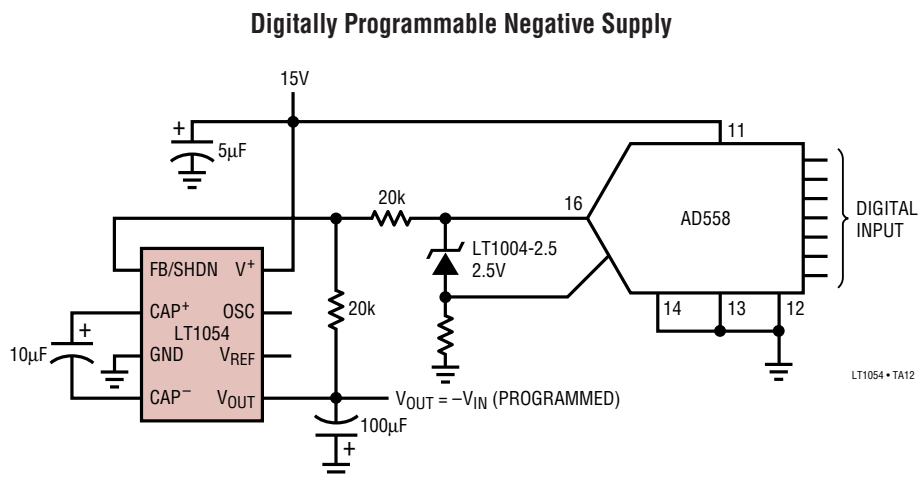 Digitally Programmable Negative Supply
15V
11
+
5µF
20k
16
AD558
DIGITAL
INPUT
LT1004-2.5
2.5V
FB/SHDN V+
CAP+ OSC
LT1054
GND VREF
CAP– VOUT
+
10µF
20k
14 13 12
VOUT = –VIN (PROGRAMMED)
100µF
+
LT1054 • TA12